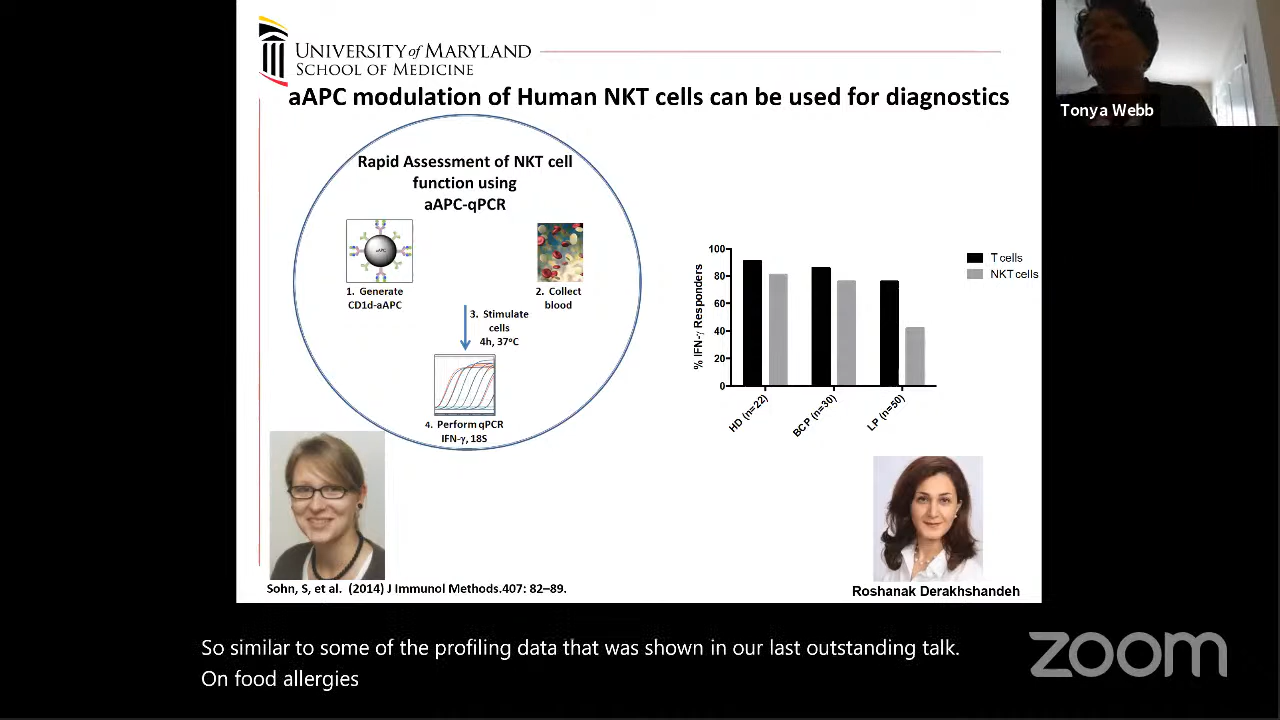 UNIVERSITY of MARYLAND
SCHOOL OF MEDICINE
aAPC modulation of Human NKT cells can be used for diagnostics
Tonya Webb
Rapid Assessment of NKT cell
function using
aAPC-qPCR
aAPC
1. Generate
CD1d-aAPC
2. Collect
blood
3. Stimulate
cells
4h, 37°C
4. Perform qPCR
IFN-γ, 18S
% IFN-γ Responders
100
80
60
40
20
0
HD (n=22)
BCP (n=30)
LP (n=50)
T cells
NKT cells
Sohn, S, et al. (2014) J Immunol Methods.407: 82–89.
Roshanak Derakhshandeh
So similar to some of the profiling data that was shown in our last outstanding talk.
On food allergies
zoom